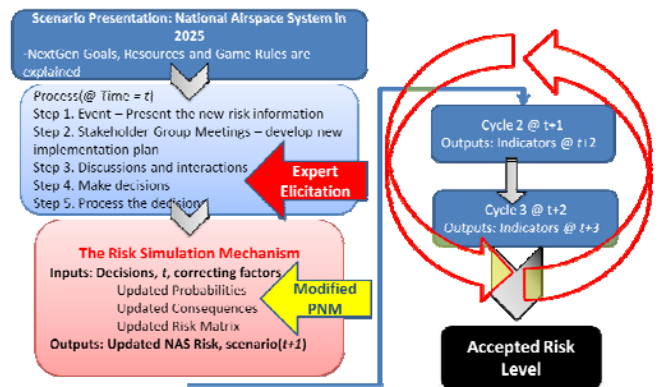 Scenario Presentation: National Airspace System in
2025
-NextGen Goals, Resources and Game Rules are
explained
Process(@ Time = t)
Step 1. Event – Present the new risk information
Step 2. Stakeholder Group Meetings – develop new
implementation plan
Step 3. Discussions and interactions
Step 4. Make decisions
Step 5. Process the decisions
Expert
Elicitation
The Risk Simulation Mechanism
Inputs: Decisions, t, correcting factors
Updated Probabilities
Updated Consequences
Updated Risk Matrix
Outputs: Updated NAS Risk, scenario(t+1)
Modified
PNM
Cycle 2 @ t+1
Outputs: Indicators @ t+2
Cycle 3 @ t+2
Outputs: Indicators @ t+3
Accepted Risk
Level